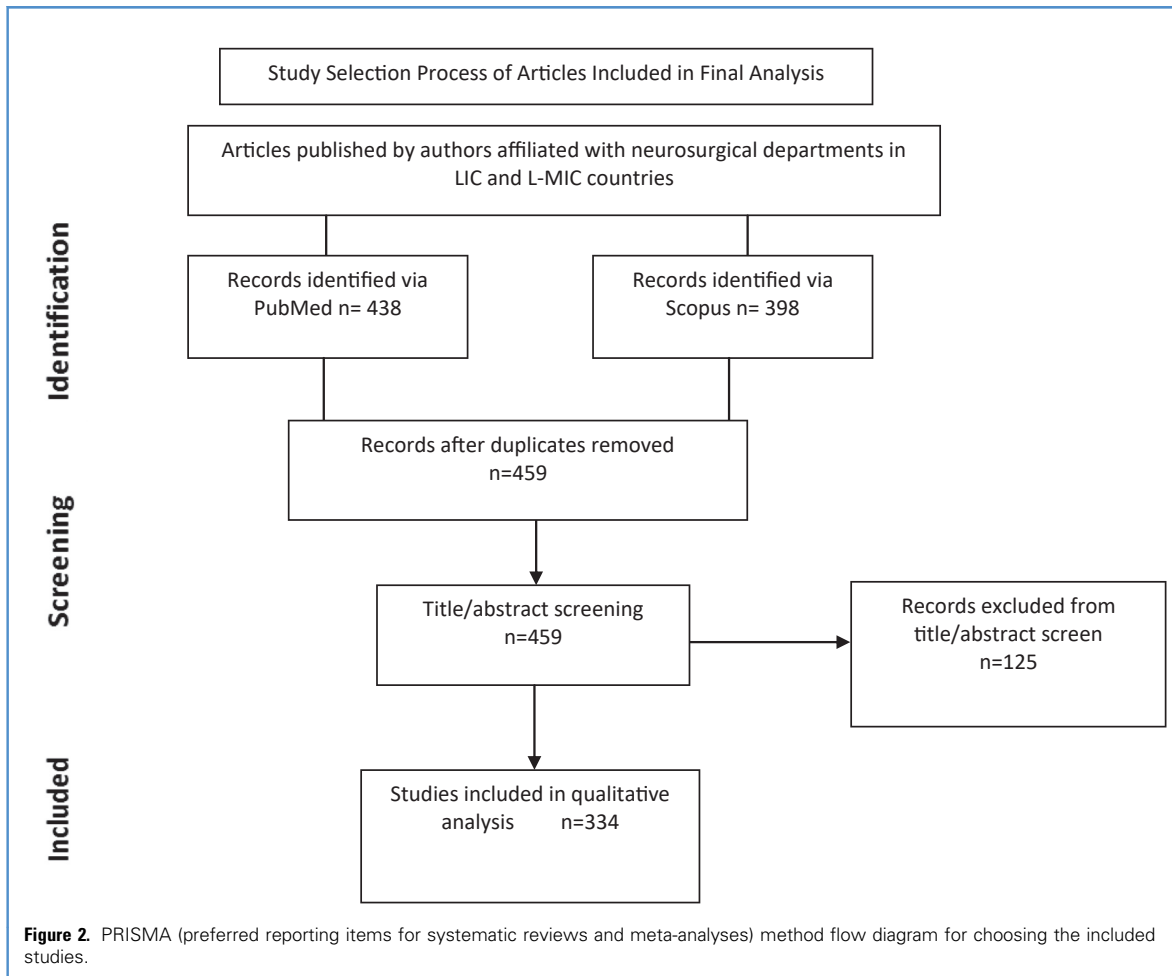 Study Selection Process of Articles Included in Final Analysis
Articles published by authors affiliated with neurosurgical departments in
LIC and L-MIC countries
Identification
Records identified via
PubMed n= 438
Records identified via
Scopus n= 398
Records after duplicates removed
n=459
Screening
Title/abstract screening
n=459
Records excluded from
title/abstract screen
n=125
Included
Studies included in qualitative
analysis n=334
Figure 2. PRISMA (preferred reporting items for systematic reviews and meta-analyses) method flow diagram for choosing the included
studies.